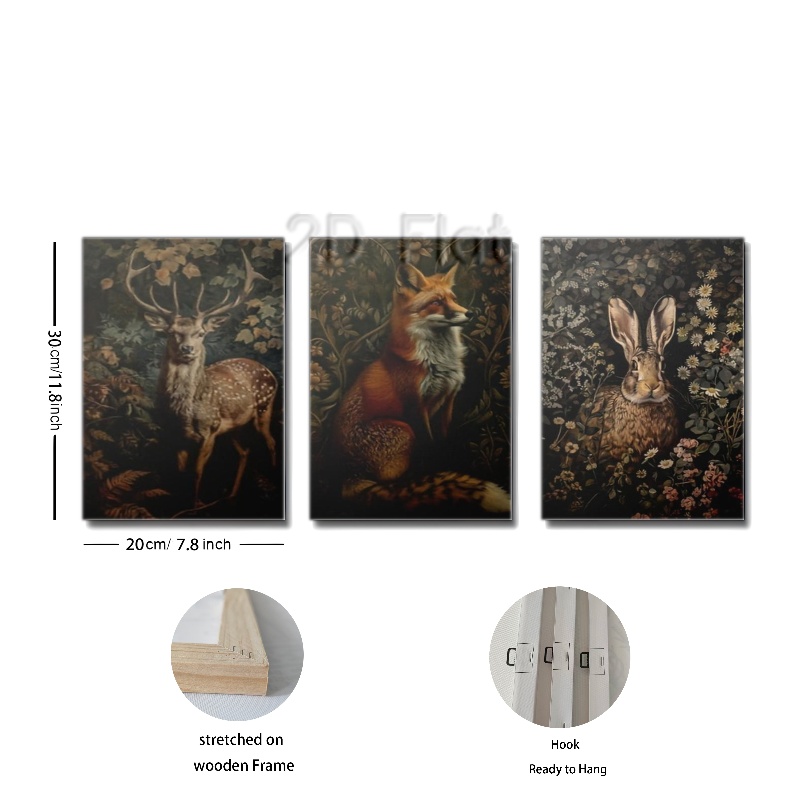 2D Flat
30cm/11.8inch
20cm/ 7.8 inch
stretched on
wooden Frame
Hook
Ready to Hang